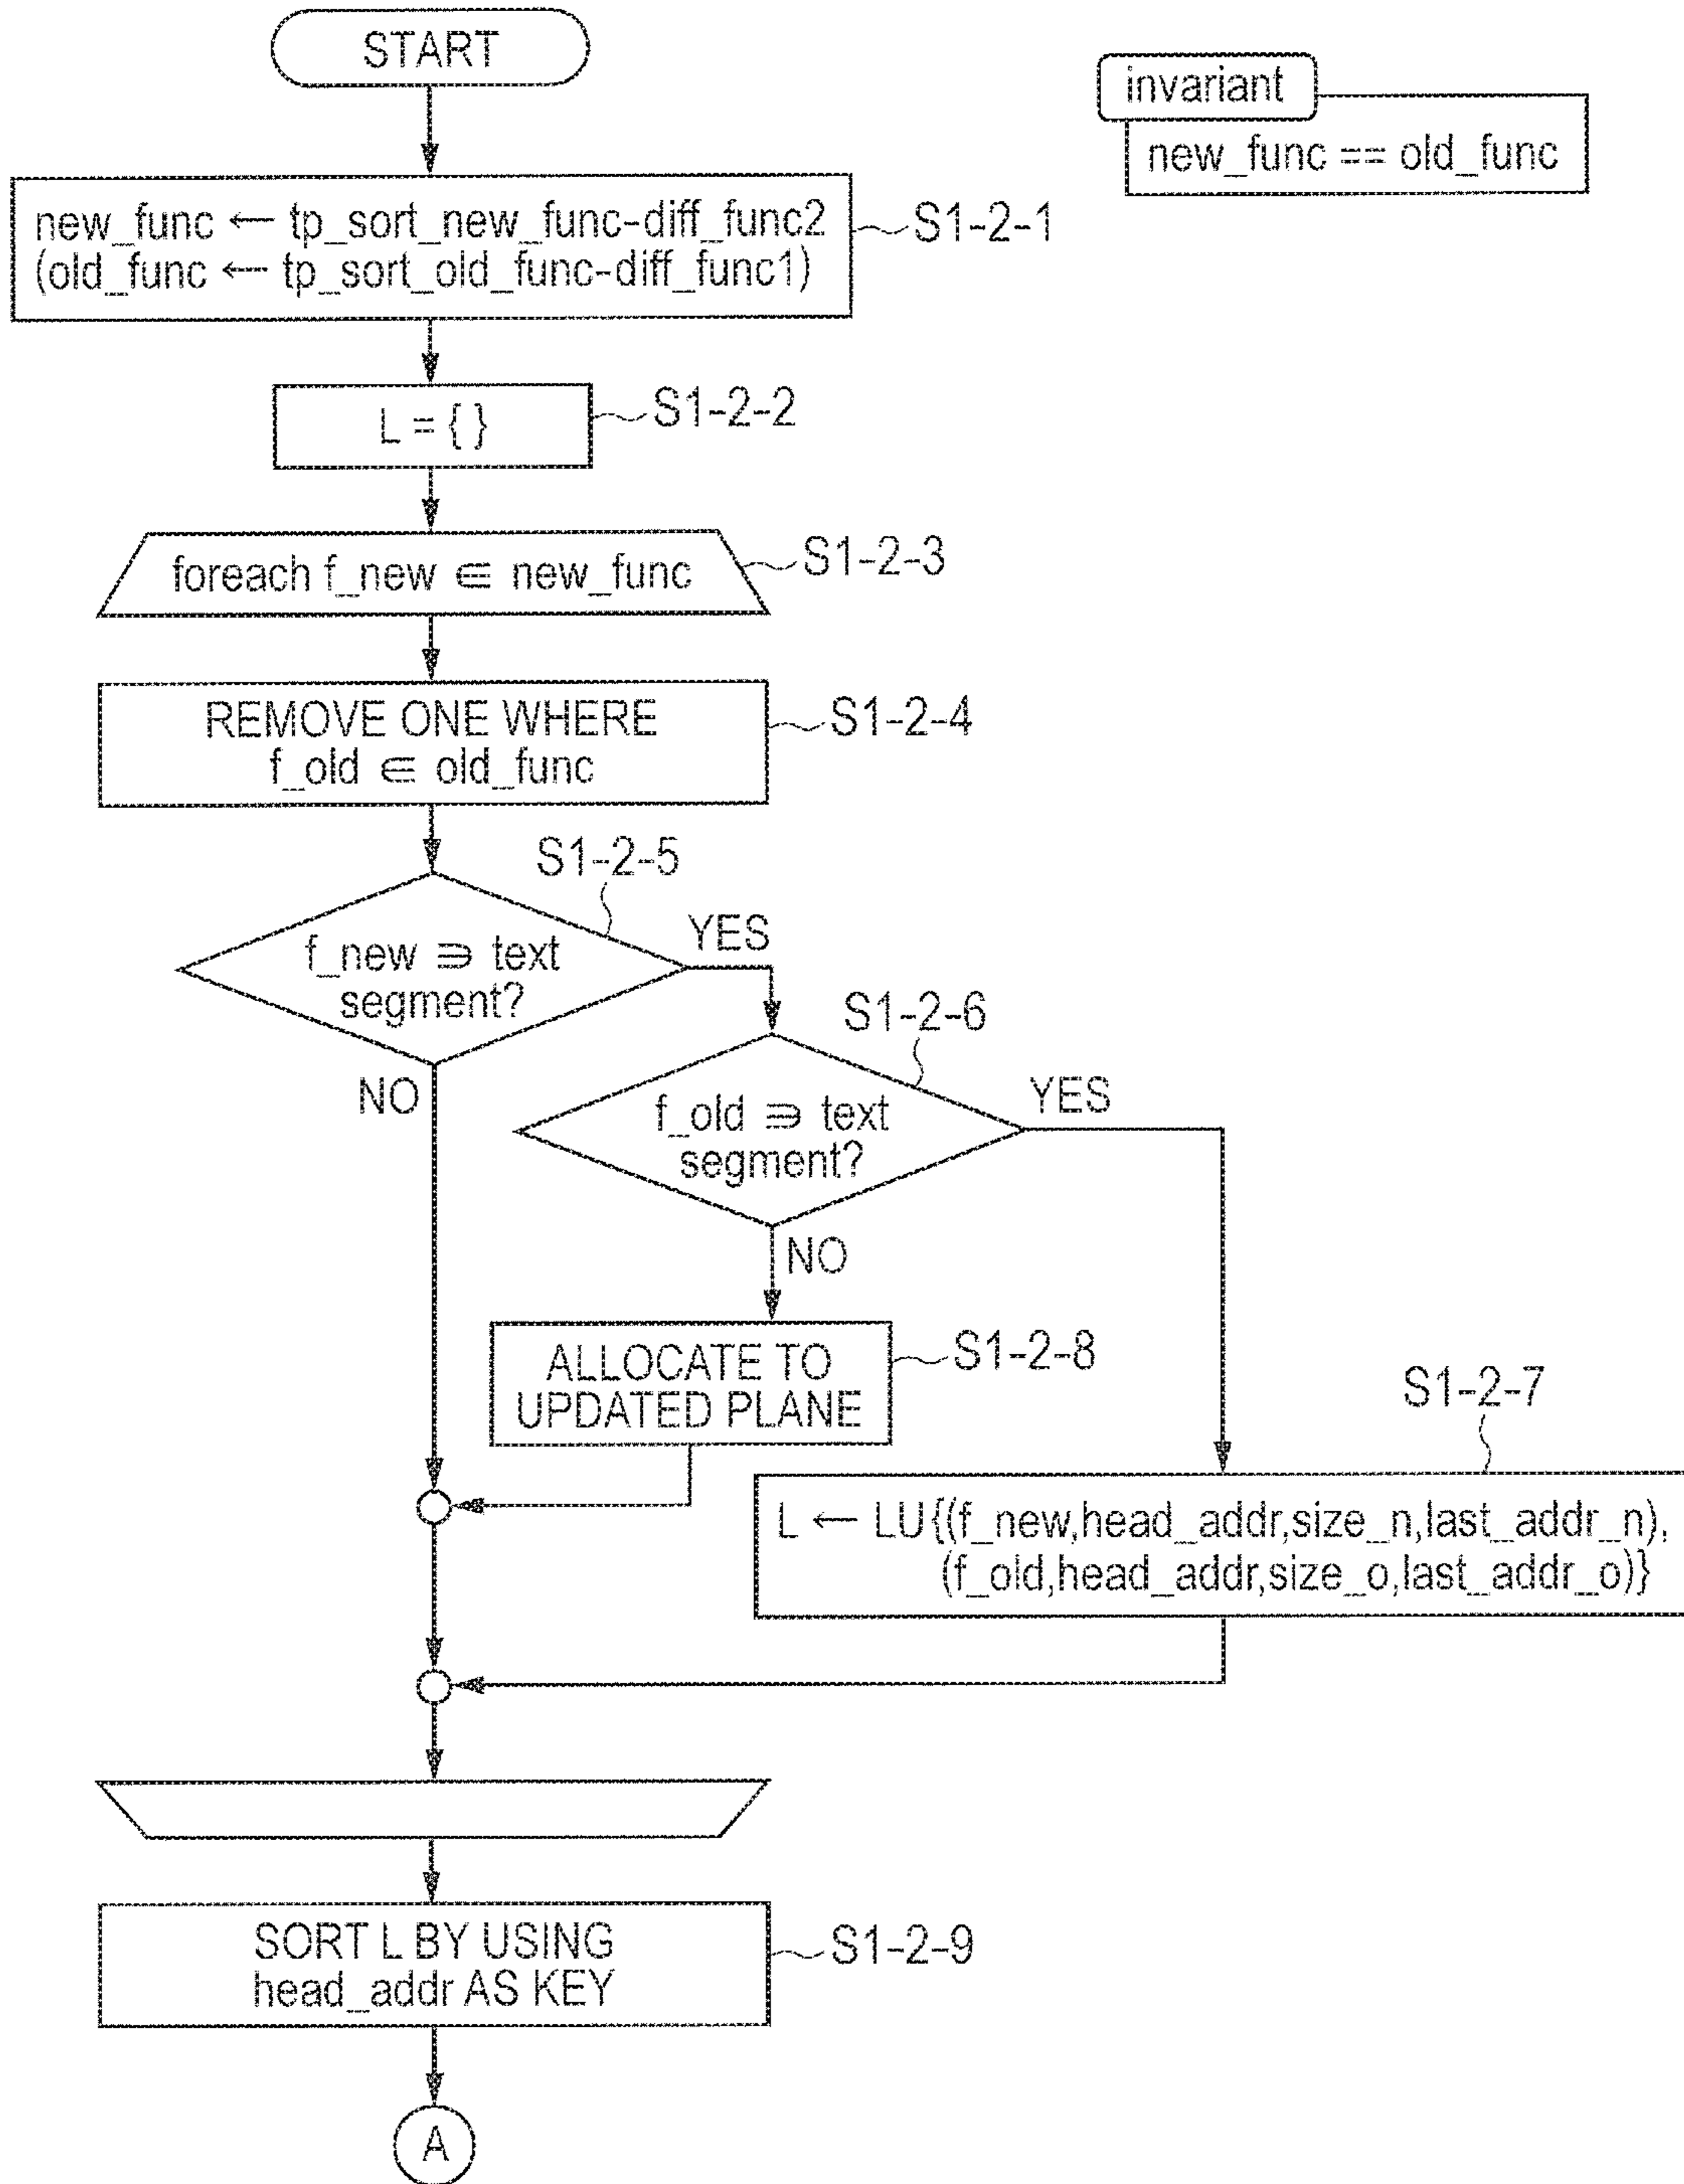 START
invariant
new_func == old_func
new_func ← tp_sort_new_func-diff_func2
(old_func ← tp_sort_old_func-diff_func1)
S1-2-1
L = { }
S1-2-2
foreach f_new ∈ new_func
S1-2-3
REMOVE ONE WHERE
f_old ∈ old_func
S1-2-4
S1-2-5
f_new ∋ text
segment?
YES
NO
S1-2-6
f_old ∋ text
segment?
YES
NO
ALLOCATE TO
UPDATED PLANE
S1-2-8
S1-2-7
L ← LU{(f_new,head_addr,size_n,last_addr_n),
(f_old,head_addr,size_o,last_addr_o)}
SORT L BY USING
head_addr AS KEY
S1-2-9
A